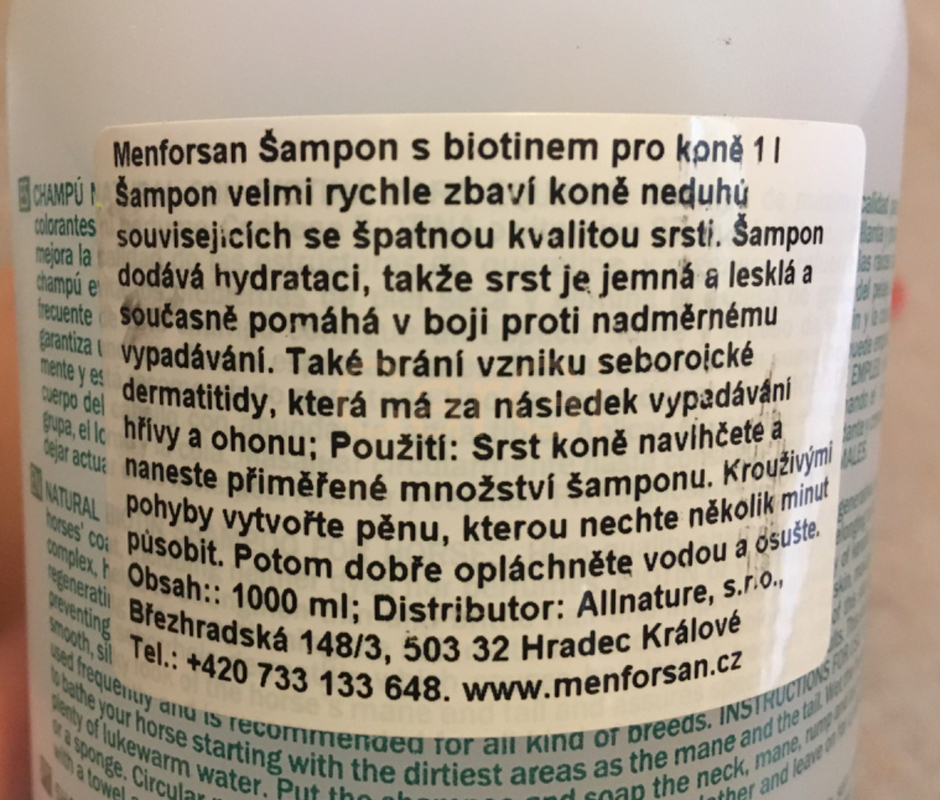 Menforsan Šampon s biotinem pro koně 1 l
Šampon velmi rychle zbaví koně neduhů
souvisejících se špatnou kvalitou srsti. Šampon
dodává hydrataci, takže srst je jemná a lesklá a
současně pomáhá v boji proti nadměrnému
vypadávání. Také brání vzniku seboroické
dermatitidy, která má za následek vypadávání
hřívy a ohonu; Použití: Srst koně navlhčete a
naneste přiměřené množství šamponu. Krouživými
pohyby vytvořte pěnu, kterou nechte několik minut
působit. Potom dobře opláchněte vodou a osušte.
Obsah:: 1000 ml; Distributor: Allnature, s.r.o.,
Březhradská 148/3, 503 32 Hradec Králové
Tel.: +420 733 133 648. www.menforsan.cz
CHAMPÚ
colorantes
mejora la
champú
frecuente
garantiza
mente y es
cuerpo del
grupa, el
dejar
NATURAL
horses'
complex,
preventing
smooth,
used frequently and is recommended for all kind of breeds. INSTRUCTIONS
to bathe your horse starting with the dirtiest areas as the mane and the tail.
plenty of lukewarm water. Put the shampoo and soap the neck, mane,
or a sponge. Circular
with a towel